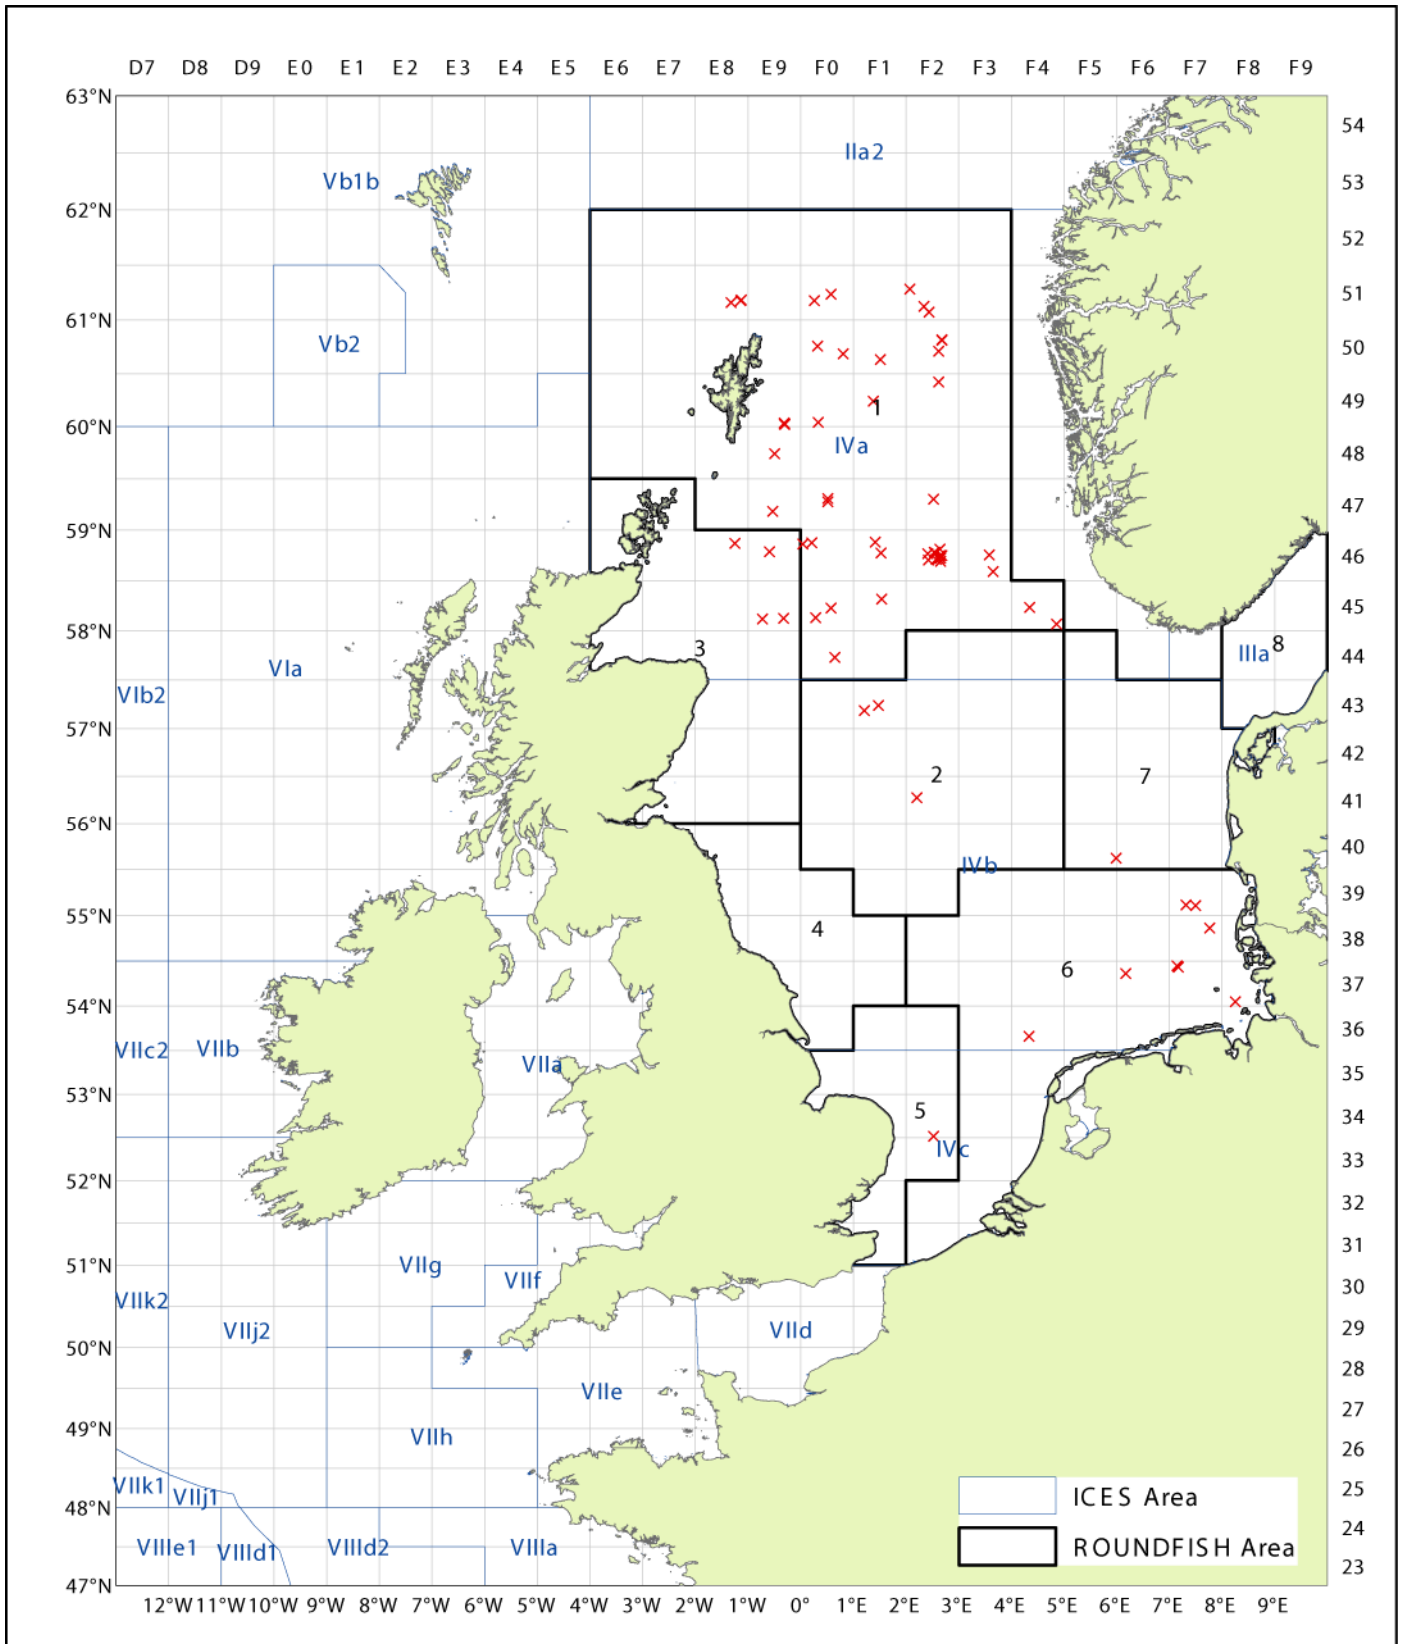 D7 D8 D9 E0 E1 E2 E3 E4 E5 E6 E7 E8 E9 F0 F1 F2 F3 F4 F5 F6 F7 F8 F9
63°N
54
IIa2
Vb1b
53
62°N
52
51
61°N
Vb2
50
1
49
60°N
IVa
48
47
59°N
46
45
58°N
3
IIIa 8
VIa
44
VIb2
43
57°N
42
2
7
41
56°N
40
IVb
39
55°N
4
38
6
37
54°N
36
VIIc2 VIIb
VIIa
35
53°N
5
34
IVc
33
52°N
32
31
VIIg
51°N
VIIf
30
VIIk2
VIIj2
VIId
29
50°N
28
VIIe
27
49°N
VIIh
26
VIIk1
25
VIIj1
ICES Area
48°N
24
VIIIe1 VIIId1 VIIId2 VIIIa
ROUNDFISH Area
23
47°N
12°W 11°W 10°W 9°W 8°W 7°W 6°W 5°W 4°W 3°W 2°W 1°W 0° 1°E 2°E 3°E 4°E 5°E 6°E 7°E 8°E 9°E